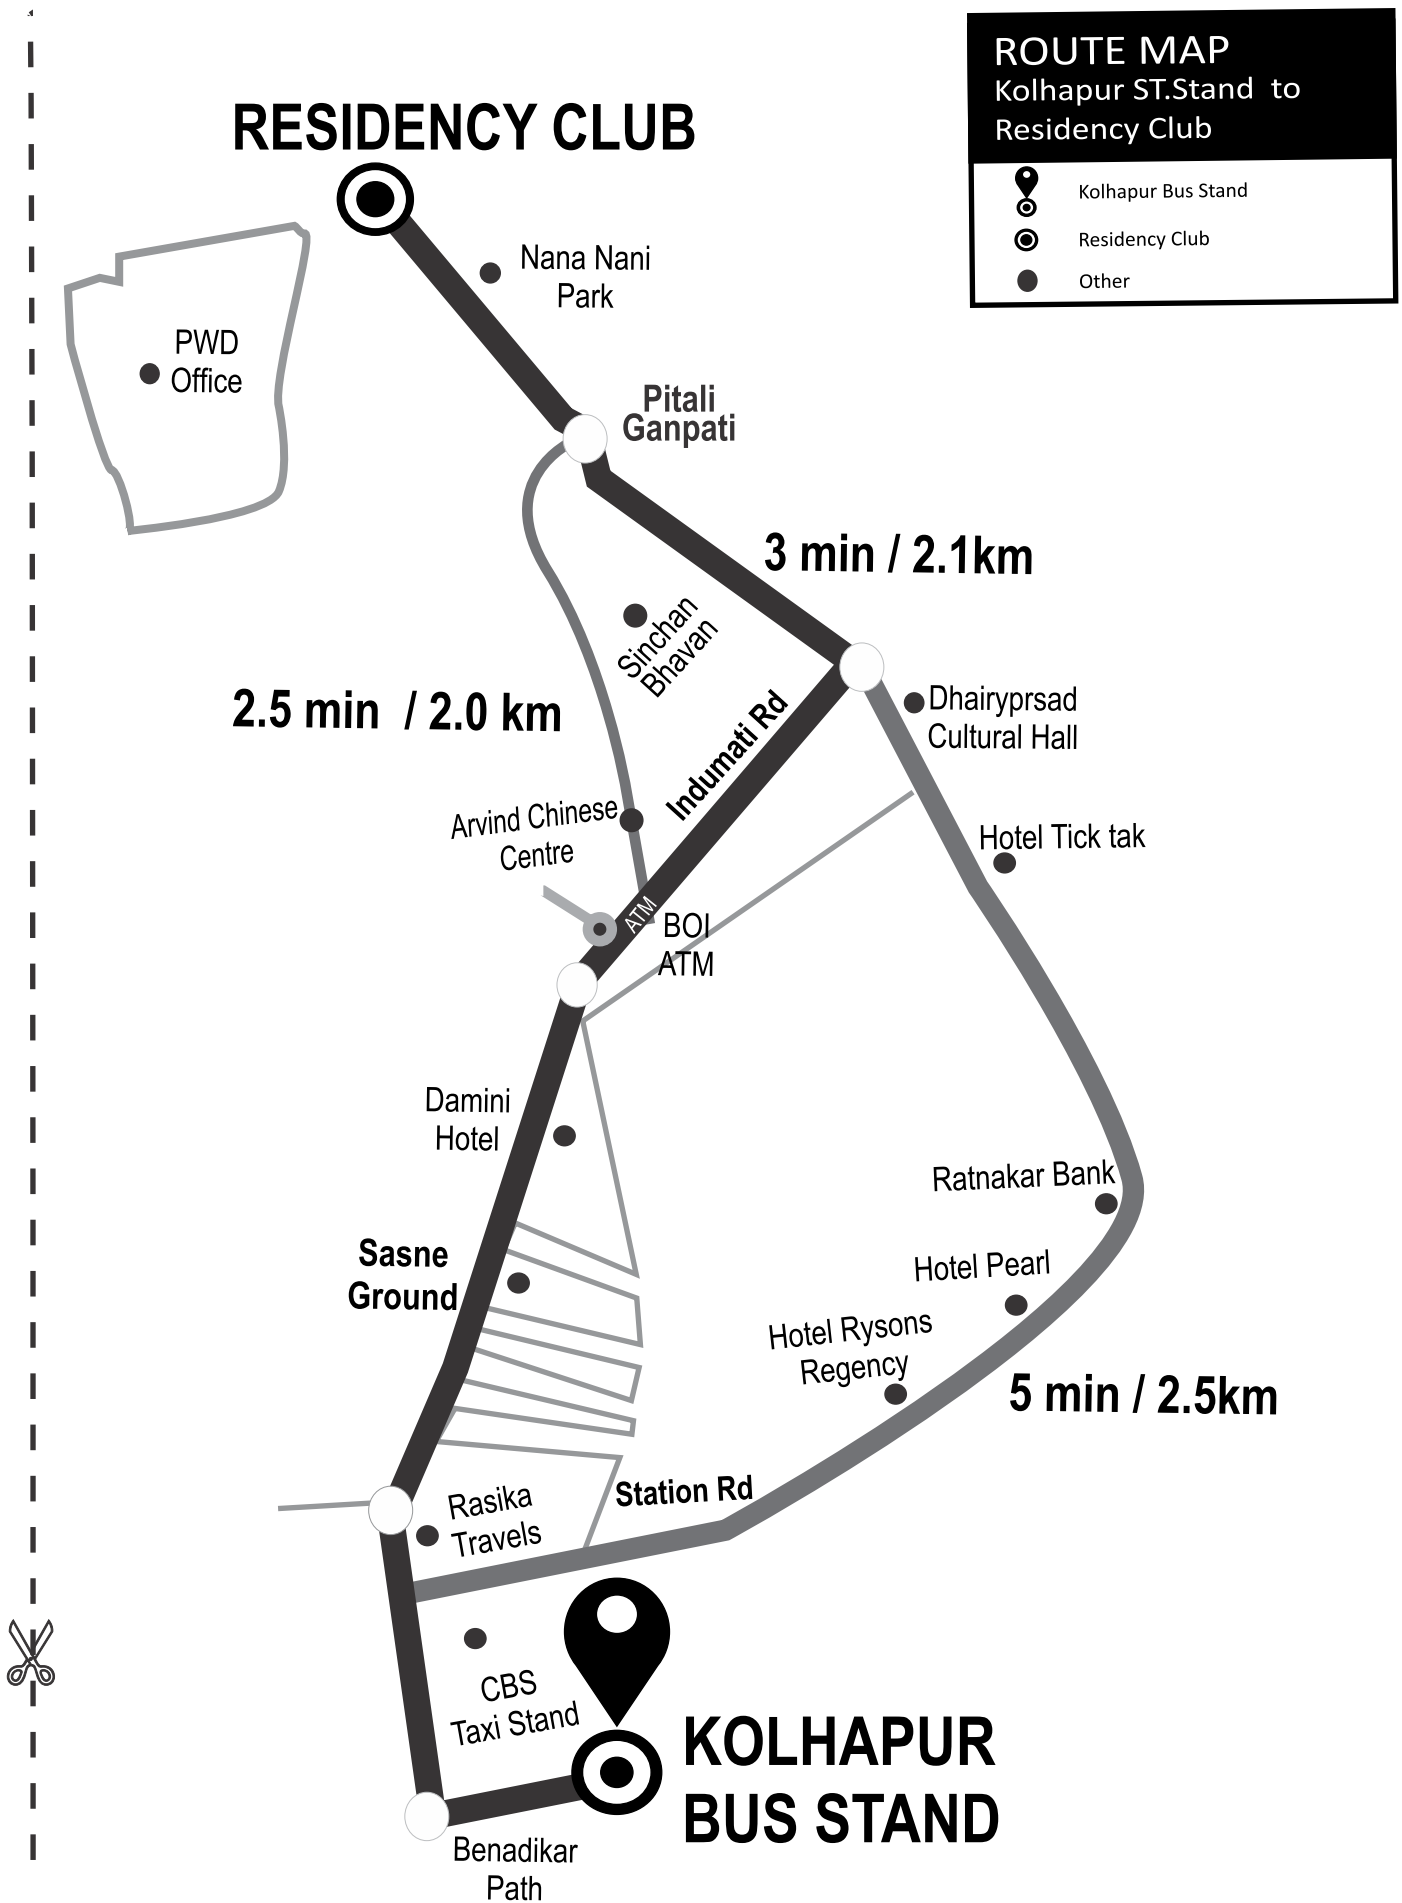 ROUTE MAP
Kolhapur ST.Stand to
Residency Club
Kolhapur Bus Stand
Residency Club
Other
RESIDENCY CLUB
Nana Nani
Park
PWD
Office
Pitali
Ganpati
3 min / 2.1km
Sinchan
Bhavan
2.5 min / 2.0 km
Indumati Rd
Dhairyprsad
Cultural Hall
Arvind Chinese
Centre
Hotel Tick tak
ATM
BOI
ATM
Damini
Hotel
Ratnakar Bank
Sasne
Ground
Hotel Pearl
Hotel Rysons
Regency
5 min / 2.5km
Station Rd
Rasika
Travels
CBS
Taxi Stand
KOLHAPUR
BUS STAND
Benadikar
Path